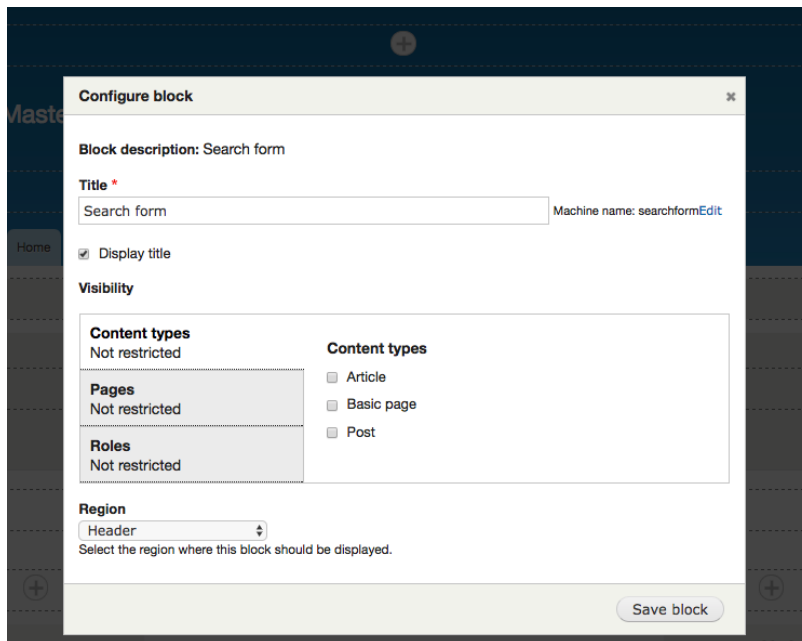 Configure block
Maste
Block description: Search form
Title *
Search form
Machine name: searchformEdit
Home
Display title
Visibility
Content types
Not restricted
Pages
Not restricted
Roles
Not restricted
Content types
Article
Basic page
Post
Region
Header
Select the region where this block should be displayed.
Save block